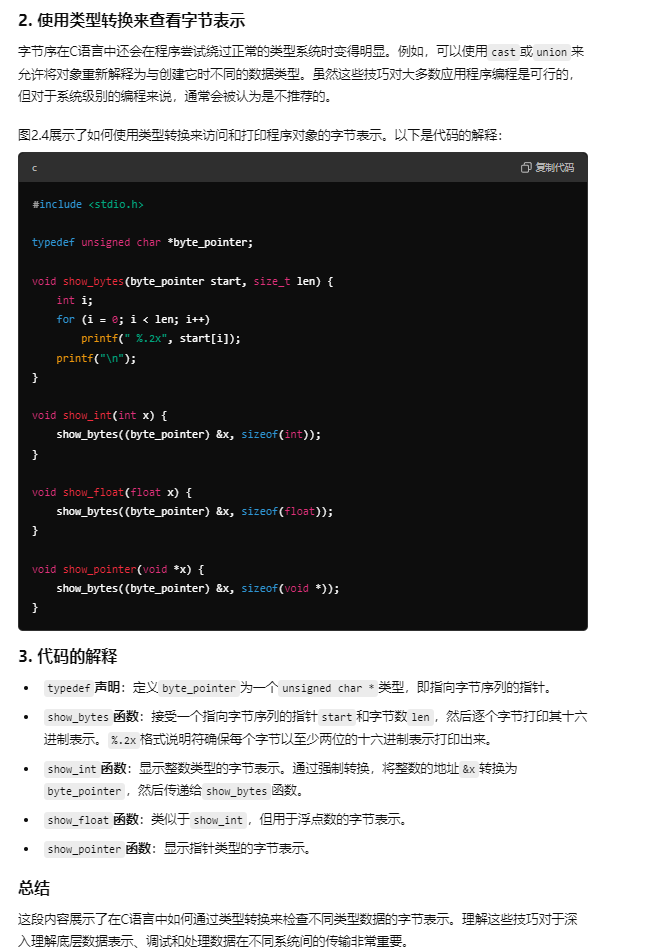 2. 使用类型转换来查看字节表示
字节序在C语言中还会在程序尝试绕过正常的类型系统时变得明显。例如，可以使用 cast 或 union 来
允许将对象重新解释为与创建它时不同的数据类型。虽然这些技巧对大多数应用程序编程是可行的，
但对于系统级别的编程来说，通常会被认为是不推荐的。
图2.4展示了如何使用类型转换来访问和打印程序对象的字节表示。以下是代码的解释：
c 复制代码
#include <stdio.h>
typedef unsigned char *byte_pointer;
void show_bytes(byte_pointer start, size_t len) {
    int i;
    for (i = 0; i < len; i++)
        printf(" %.2x", start[i]);
    printf("\n");
}
void show_int(int x) {
    show_bytes((byte_pointer) &x, sizeof(int));
}
void show_float(float x) {
    show_bytes((byte_pointer) &x, sizeof(float));
}
void show_pointer(void *x) {
    show_bytes((byte_pointer) &x, sizeof(void *));
}
3. 代码的解释
• typedef 声明：定义 byte_pointer 为一个 unsigned char * 类型，即指向字节序列的指针。
• show_bytes 函数：接受一个指向字节序列的指针 start 和字节数 len ，然后逐个字节打印其十六
进制表示。 %.2x 格式说明符确保每个字节以至少两位的十六进制表示打印出来。
• show_int 函数：显示整数类型的字节表示。通过强制转换，将整数的地址 &x 转换为
byte_pointer ，然后传递给 show_bytes 函数。
• show_float 函数：类似于 show_int ，但用于浮点数的字节表示。
• show_pointer 函数：显示指针类型的字节表示。
总结
这段内容展示了在C语言中如何通过类型转换来检查不同类型数据的字节表示。理解这些技巧对于深
入理解底层数据表示、调试和处理数据在不同系统间的传输非常重要。